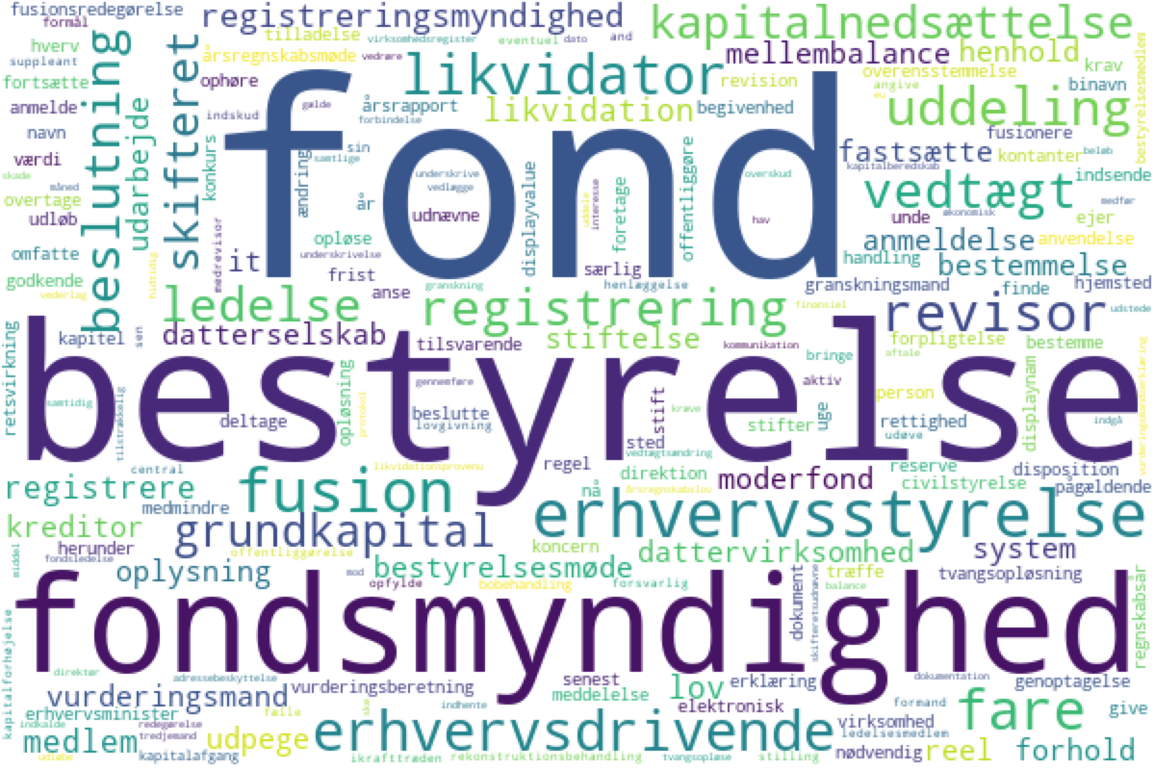 fusionsredegørelse
formål
hverv
suppleant
fortsætte
anmelde
navn
værdi
skade
måned
overtage
udløb
omfatte
godkende
vederlag
beslutning
udarbejde
hidtidig
skifteret
konkurs
medrevisor
registreringsmyndighed
tilladelse
virksomhedsregister
eventuel
dato
and
årsregnskabsmøde
vedrøre
ophøre
indskud
gælde
årsrapport
forbindelse
likvidator
likvidation
kapitalnedsættelse
mellembalance
henhold
revision
overensstemmelse
krav
angive
eu
binavn
begivenhed
uddeling
bestyrelsesmedlem
fusionere
fastsætte
kontanter
beløb
kapitalberedskab
indsende
vedtægt
medfør
økonomisk
unde
ejer
anmeldelse
anvendelse
handling
bestemmelse
granskningsmand
finde
hjemsted
fond
ændring
sin
samtlige
år
underskrive
vedlægge
udnævne
opløse
underskrivelse
it
frist
displayvalue
uddele
interesse
foretage
offentliggøre
overskud
hav
særlig
granskning
henlæggelse
anse
ledelse
registrering
finansiel
revisor
udstede
retsvirkning
kapitel
sen
datterselskab
tilsvarende
stiftelse
kommunikation
forpligtelse
bestemme
aftale
bringe
aktiv
gennemføre
bestyrelse
samtidig
tilstrækkelig
deltage
opløsning
protokol
beslutte
lovgivning
stift
kræve
sted
vedtægtsændring
stifter
uge
person
rettighed
udøve
displaynam
indgå
vurderingsmandserklæring
central
likvidationsprovenu
regel
direktion
moderfond
reserve
civilstyrelse
disposition
pågældende
registrere
medmindre
fusion
nå
årsregnskabslov
erhvervsstyrelse
kreditor
grundkapital
herunder
offentliggørelse
koncern
dattervirksomhed
system
middel
fondsledelse
oplysning
mod
bestyrelsesmøde
opfylde
bobehandling
forsvarlig
dokument
skifteretsudnævne
træffe
balance
tvangsopløsning
regnskabsår
fondsmyndighed
kapitalforhøjelse
direktør
adressebeskyttelse
vurderingsberetning
senest
meddelelse
lov
erklæring
dokumentation
genoptagelse
vurderingsmand
ske
indhente
elektronisk
formand
fare
give
erhvervsminister
fælle
indkalde
redegørelse
tredjemand
erhvervsdrivende
virksomhed
ledelsesmedlem
medlem
udpege
nødvendig
reel
forhold
udløbe
kapitalafgang
ikrafttræden
rekonstruktionsbehandling
tvangsopløse
stilling